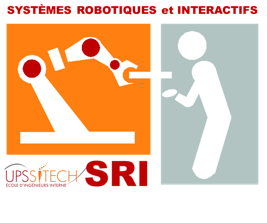 SYSTÈMES ROBOTIQUES et INTERACTIFS
UPSSITECH
ÉCOLE D'INGÉNIEURS INTERNE
SRI